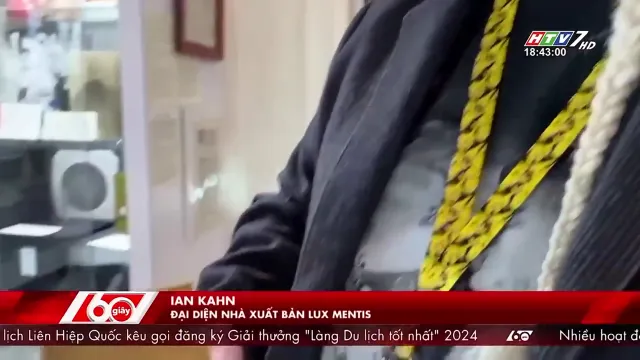 HTV7 HD
18:43:00
IAN KAHN
60 giây
ĐẠI DIỆN NHÀ XUẤT BẢN LUX MENTIS
lịch Liên Hiệp Quốc kêu gọi đăng ký Giải thưởng "Làng Du lịch tốt nhất" 2024 60 Nhiều hoạt đ